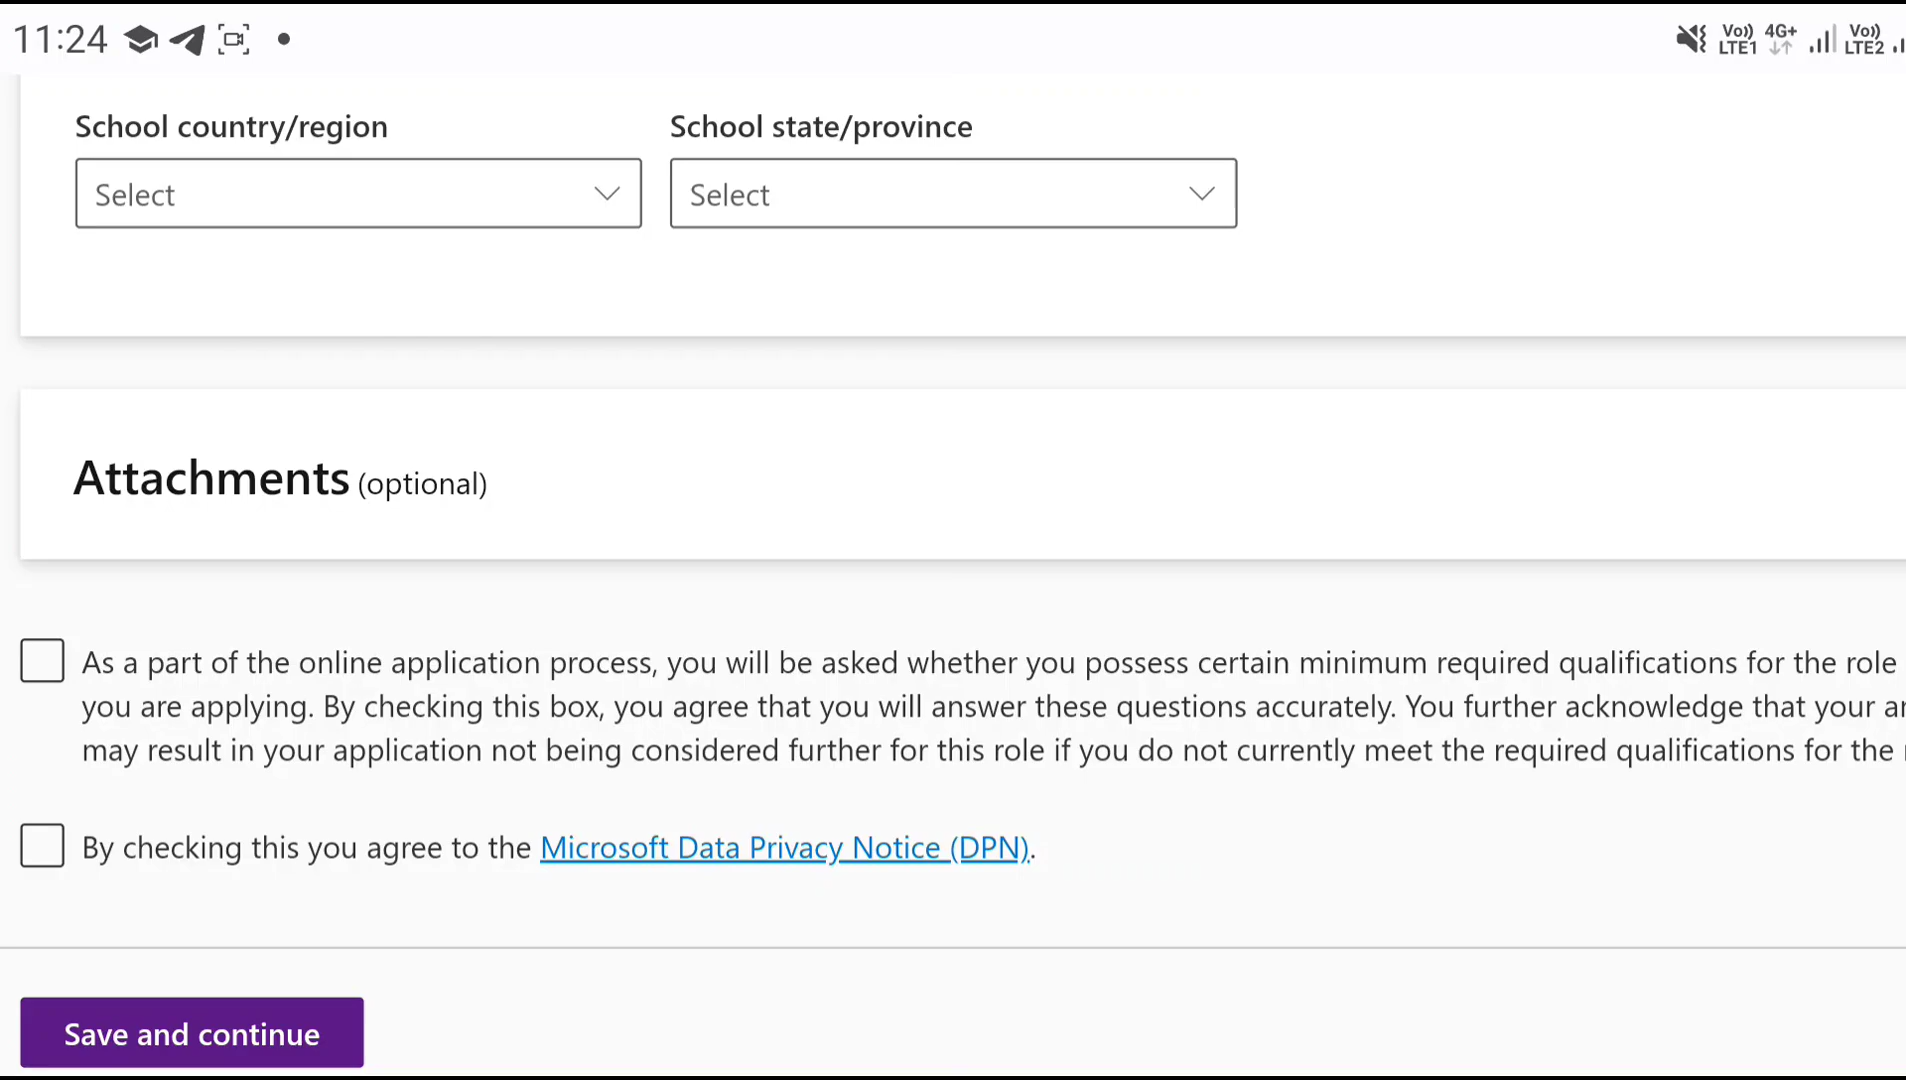 11:24
Vo)) 4G+ Vo))
LTE1 LTE2
School country/region School state/province
Select Select
Attachments (optional)
As a part of the online application process, you will be asked whether you possess certain minimum required qualifications for the role
you are applying. By checking this box, you agree that you will answer these questions accurately. You further acknowledge that your
may result in your application not being considered further for this role if you do not currently meet the required qualifications for the
By checking this you agree to the Microsoft Data Privacy Notice (DPN).
Save and continue